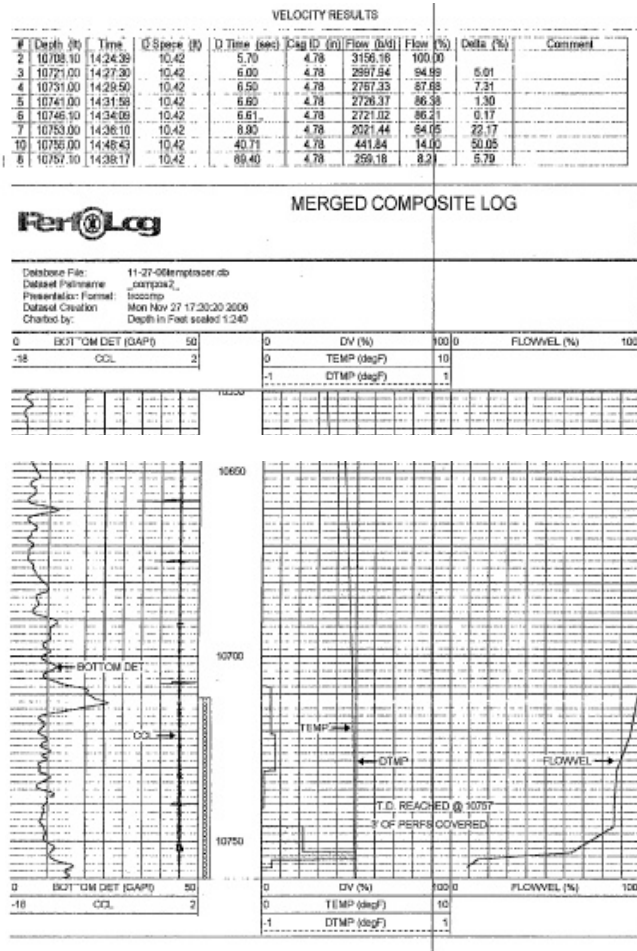 VELOCITY RESULTS
# Depth (ft) Time D Space (ft) D Time (sec) Csg ID (in) Flow (b/d) Flow (%) Delta (%) Comment
2 10708.10 14:24:39 10.42 5.70 4.78 3156.16 100.00
3 10721.00 14:27:30 10.42 6.00 4.78 2997.94 94.99 5.01
4 10731.00 14:29:50 10.42 6.50 4.78 2767.33 87.68 7.31
5 10741.00 14:31:58 10.42 6.60 4.78 2726.37 86.38 1.30
6 10746.10 14:34:09 10.42 6.61 4.78 2721.02 86.21 0.17
7 10753.00 14:36:10 10.42 8.90 4.78 2021.44 64.05 22.17
10 10755.00 14:48:43 10.42 40.71 4.78 441.84 14.00 50.05
8 10757.10 14:39:17 10.42 69.40 4.78 259.18 8.21 5.79
PerfLog
MERGED COMPOSITE LOG
Database File: 11-27-06temptracer.db
Dataset Pathname _compos2_
Presentation Format: trccomp
Dataset Creation Mon Nov 27 17:20:20 2006
Charted by: Depth in Feet scaled 1:240
0 BOTTOM DET (GAPI) 50 0 DV (%) 100 0 FLOWVEL (%) 100
-18 CCL 2 0 TEMP (degF) 10
-1 DTMP (degF) 1
10650
10700
BOTTOM DET
CCL
TEMP
DTMP
FLOWVEL
T.D. REACHED @ 10757
OF PERFS COVERED
10750
0 BOTTOM DET (GAPI) 50 0 DV (%) 100 0 FLOWVEL (%) 100
-18 CCL 2 0 TEMP (degF) 10
-1 DTMP (degF) 1